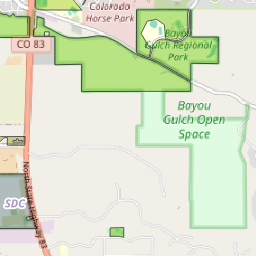 Colorado
Horse Park
Bayou
Gulch Regional
Park
CO 83
Bayou
Gulch Open
Space
SDC
North State Highway 83